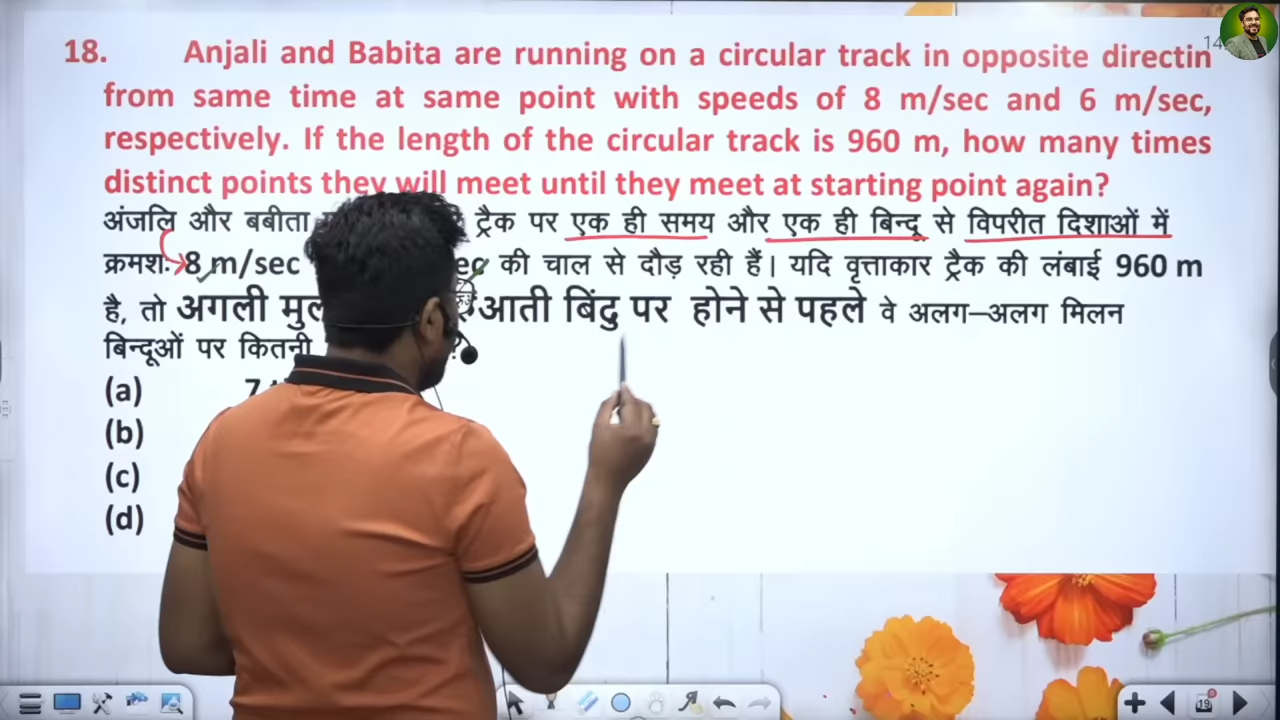 18. Anjali and Babita are running on a circular track in opposite directin
from same time at same point with speeds of 8 m/sec and 6 m/sec,
respectively. If the length of the circular track is 960 m, how many times
distinct points they will meet until they meet at starting point again?
अंजलि और बबीता ट्रैक पर एक ही समय और एक ही बिन्दू से विपरीत दिशाओं में
क्रमशः 8 m/sec की चाल से दौड़ रही हैं। यदि वृत्ताकार ट्रैक की लंबाई 960 m
है, तो अगली बिंदु पर होने से पहले वे अलग–अलग मिलन
बिन्दूओं पर कितनी
(a) 7
(b)
(c)
(d)
19